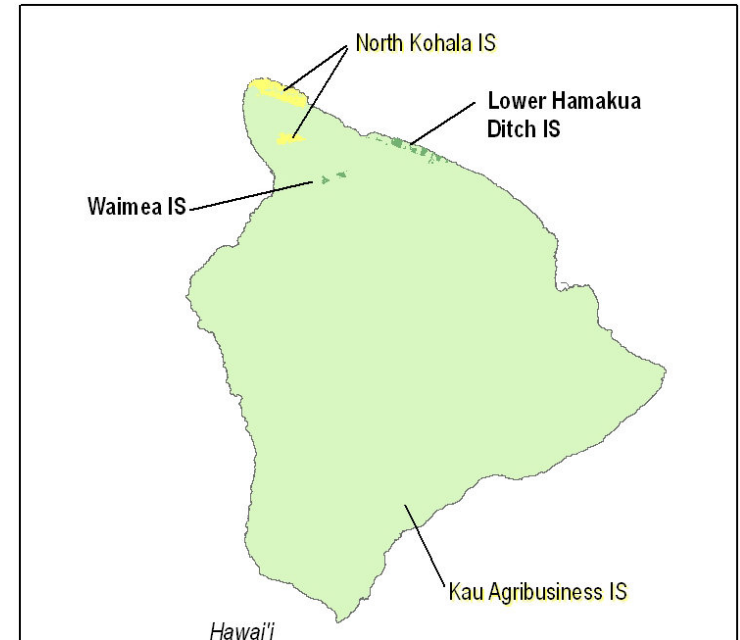 North Kohala IS
Lower Hamakua
Ditch IS
Waimea IS
Kau Agribusiness IS
Hawai'i